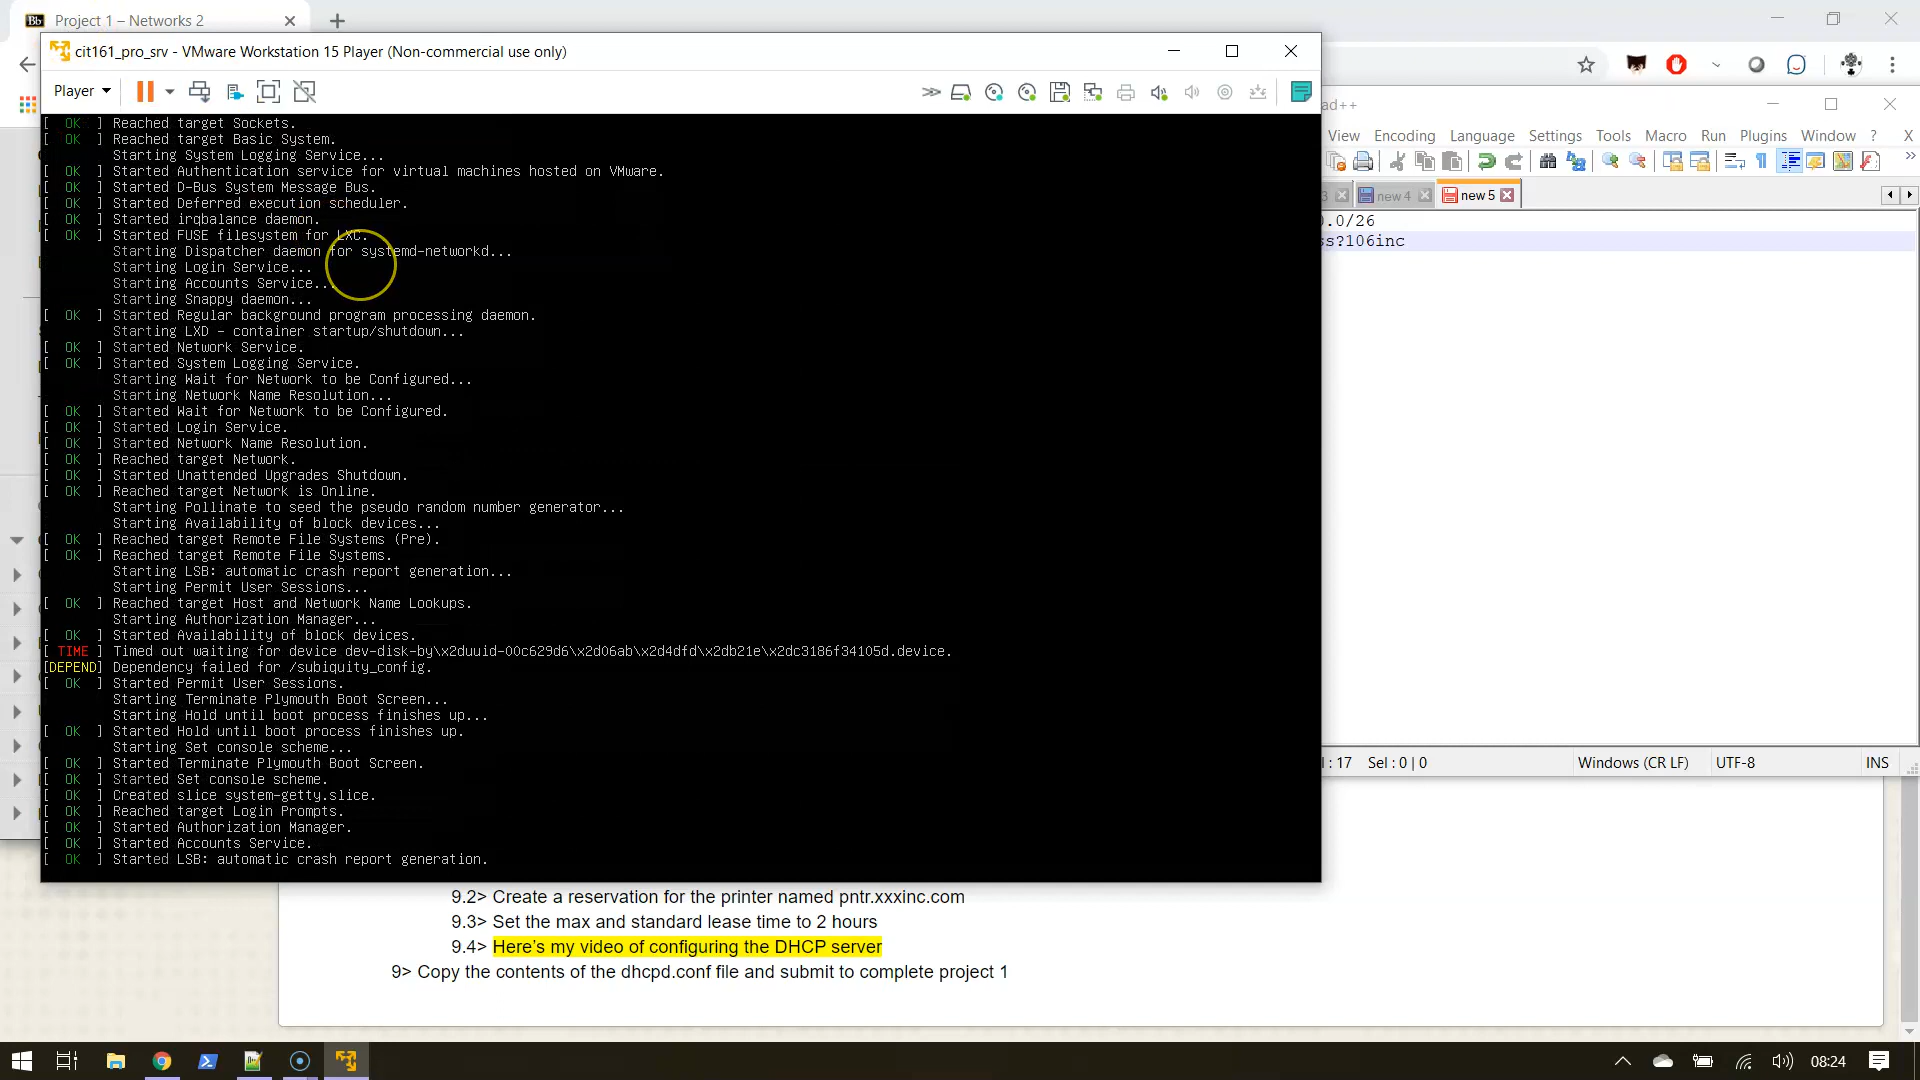 Project 1 – Networks 2
cit161_pro_srv - VMware Workstation 15 Player (Non-commercial use only)
Player
[  OK  ] Reached target Sockets.
[  OK  ] Reached target Basic System.
Starting System Logging Service...
[  OK  ] Started Authentication service for virtual machines hosted on VMware.
[  OK  ] Started D-Bus System Message Bus.
[  OK  ] Started Deferred execution scheduler.
[  OK  ] Started irqbalance daemon.
[  OK  ] Started FUSE filesystem for LXC.
Starting Dispatcher daemon for systemd-networkd...
Starting Login Service...
Starting Accounts Service...
Starting Snappy daemon...
[  OK  ] Started Regular background program processing daemon.
Starting LXD - container startup/shutdown...
[  OK  ] Started Network Service.
[  OK  ] Started System Logging Service.
Starting Wait for Network to be Configured...
Starting Network Name Resolution...
[  OK  ] Started Wait for Network to be Configured.
[  OK  ] Started Login Service.
[  OK  ] Started Network Name Resolution.
[  OK  ] Reached target Network.
[  OK  ] Started Unattended Upgrades Shutdown.
[  OK  ] Reached target Network is Online.
Starting Pollinate to seed the pseudo random number generator...
Starting Availability of block devices...
[  OK  ] Reached target Remote File Systems (Pre).
[  OK  ] Reached target Remote File Systems.
Starting LSB: automatic crash report generation...
Starting Permit User Sessions...
[  OK  ] Reached target Host and Network Name Lookups.
Starting Authorization Manager...
[  OK  ] Started Availability of block devices.
[ TIME ] Timed out waiting for device dev-disk-by\x2duuid-00c629d6\x2d06ab\x2d4dfd\x2db21e\x2dc3186f34105d.device.
[DEPEND] Dependency failed for /subiquity_config.
[  OK  ] Started Permit User Sessions.
Starting Terminate Plymouth Boot Screen...
Starting Hold until boot process finishes up...
[  OK  ] Started Hold until boot process finishes up.
Starting Set console scheme...
[  OK  ] Started Terminate Plymouth Boot Screen.
[  OK  ] Started Set console scheme.
[  OK  ] Created slice system-getty.slice.
[  OK  ] Reached target Login Prompts.
[  OK  ] Started Authorization Manager.
[  OK  ] Started Accounts Service.
[  OK  ] Started LSB: automatic crash report generation.
ad++
View Encoding Language Settings Tools Macro Run Plugins Window ? X
3 new 4 new 5
0.0/26
ss?106inc
: 17 Sel : 0 | 0 Windows (CR LF) UTF-8 INS
9.2> Create a reservation for the printer named pntr.xxxinc.com
9.3> Set the max and standard lease time to 2 hours
9.4> Here's my video of configuring the DHCP server
9> Copy the contents of the dhcpd.conf file and submit to complete project 1
08:24